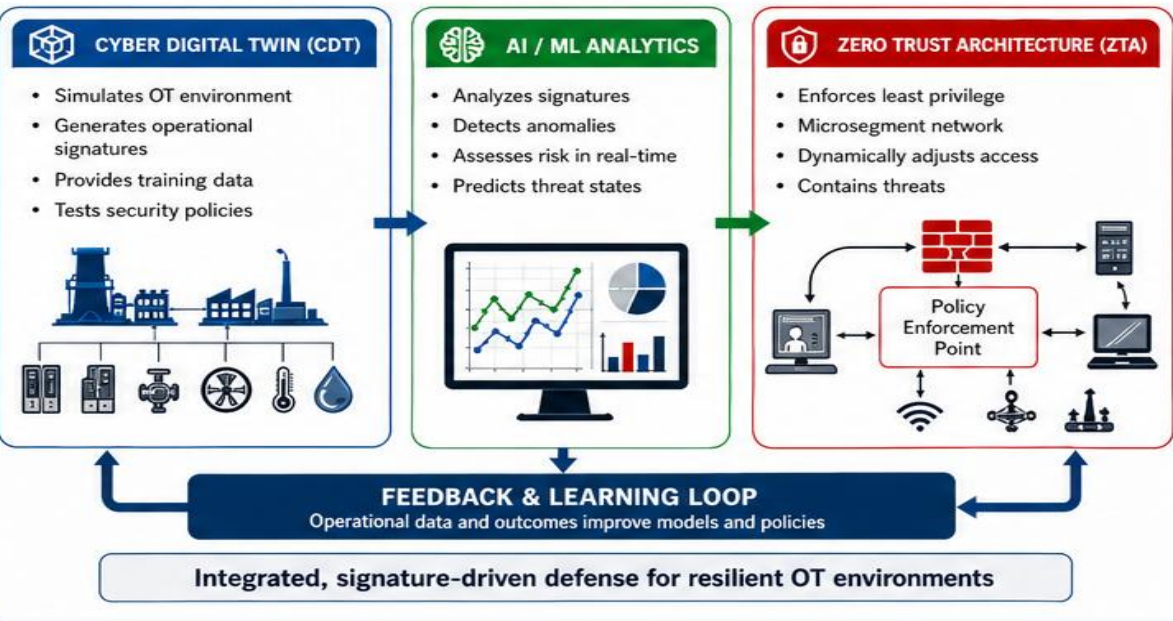 CYBER DIGITAL TWIN (CDT)
• Simulates OT environment
• Generates operational
signatures
• Provides training data
• Tests security policies
AI / ML ANALYTICS
• Analyzes signatures
• Detects anomalies
• Assesses risk in real-time
• Predicts threat states
ZERO TRUST ARCHITECTURE (ZTA)
• Enforces least privilege
• Microsegment network
• Dynamically adjusts access
• Contains threats
Policy
Enforcement
Point
FEEDBACK & LEARNING LOOP
Operational data and outcomes improve models and policies
Integrated, signature-driven defense for resilient OT environments